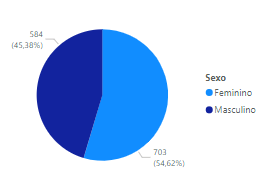 584
(45,38%)
Sexo
Feminino
Masculino
703
(54,62%)